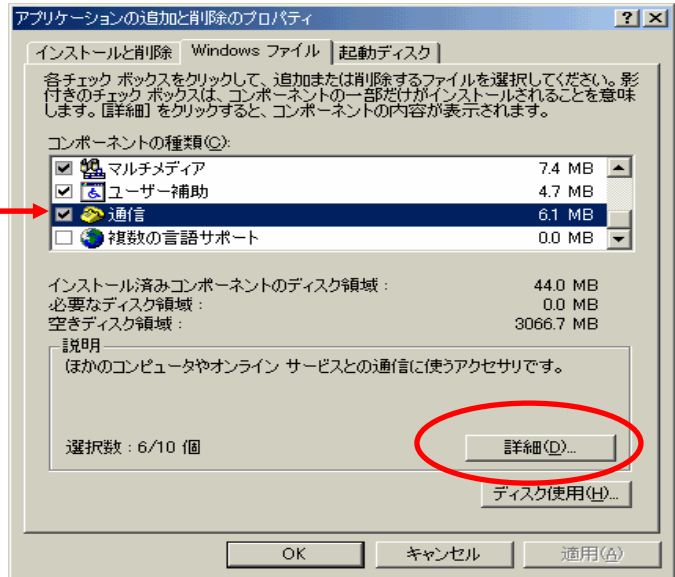 アプリケーションの追加と削除のプロパティ
インストールと削除 Windows ファイル 起動ディスク
各チェック ボックスをクリックして、追加または削除するファイルを選択してください。影
付きのチェック ボックスは、コンポーネントの一部だけがインストールされることを意味
します。[詳細] をクリックすると、コンポーネントの内容が表示されます。
コンポーネントの種類(C):
マルチメディア 7.4 MB
ユーザー補助 4.7 MB
通信 6.1 MB
複数の言語サポート 0.0 MB
インストール済みコンポーネントのディスク領域 : 44.0 MB
必要なディスク領域 : 0.0 MB
空きディスク領域 : 3066.7 MB
説明
ほかのコンピュータやオンライン サービスとの通信に使うアクセサリです。
選択数 : 6/10 個 詳細(D)...
ディスク使用(H)...
OK キャンセル 適用(A)